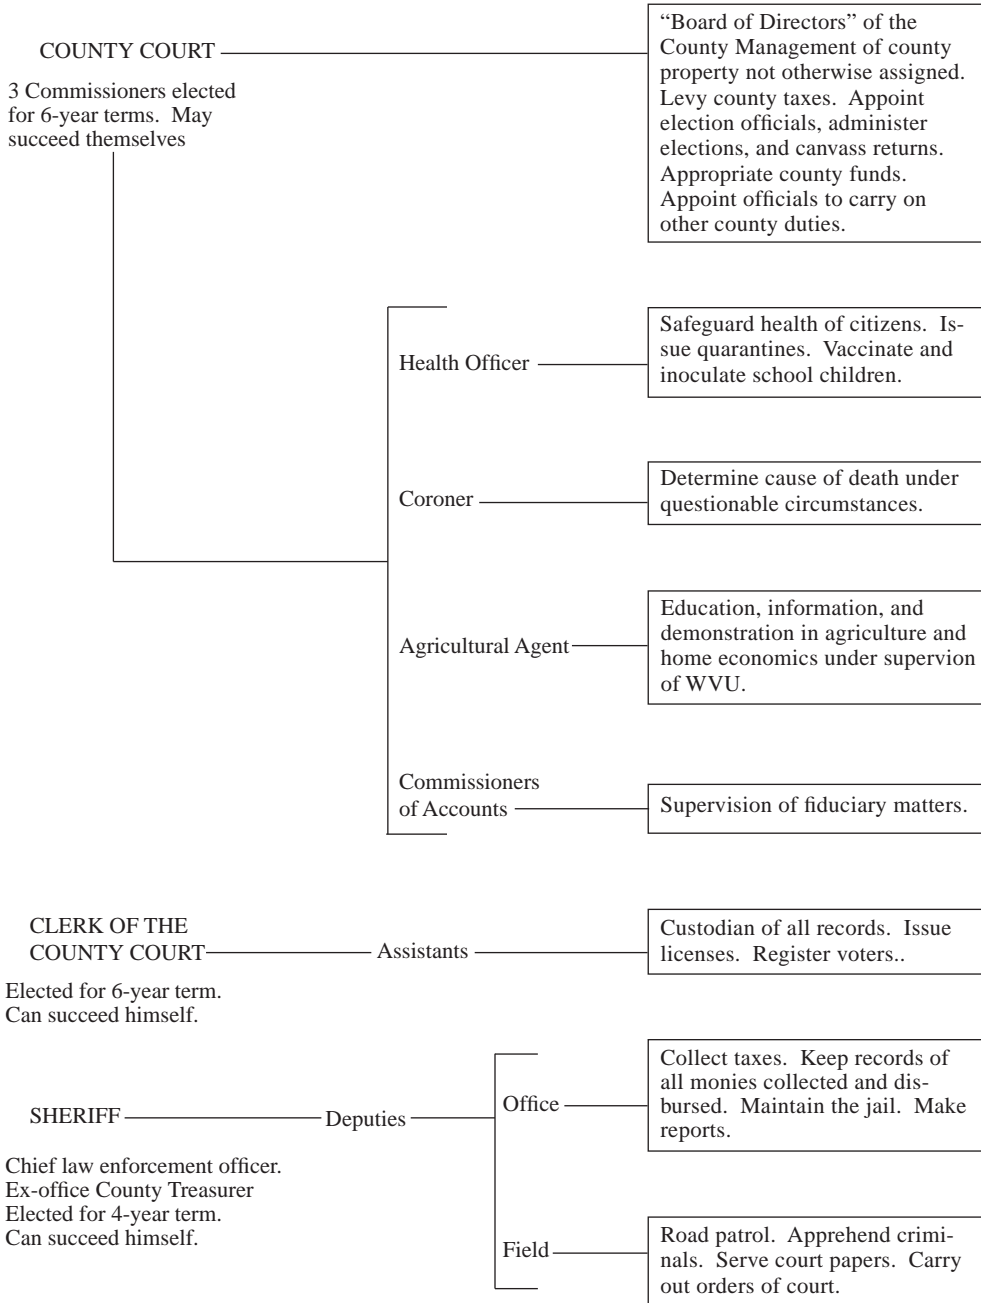 COUNTY COURT
3 Commissioners elected
for 6-year terms. May
succeed themselves
“Board of Directors” of the
County Management of county
property not otherwise assigned.
Levy county taxes. Appoint
election officials, administer
elections, and canvass returns.
Appropriate county funds.
Appoint officials to carry on
other county duties.
Health Officer
Safeguard health of citizens. Is-
sue quarantines. Vaccinate and
inoculate school children.
Coroner
Determine cause of death under
questionable circumstances.
Agricultural Agent
Education, information, and
demonstration in agriculture and
home economics under supervion
of WVU.
Commissioners
of Accounts
Supervision of fiduciary matters.
CLERK OF THE
COUNTY COURT
Elected for 6-year term.
Can succeed himself.
Assistants
Custodian of all records. Issue
licenses. Register voters..
SHERIFF
Chief law enforcement officer.
Ex-office County Treasurer
Elected for 4-year term.
Can succeed himself.
Deputies
Office
Collect taxes. Keep records of
all monies collected and dis-
bursed. Maintain the jail. Make
reports.
Field
Road patrol. Apprehend crimi-
nals. Serve court papers. Carry
out orders of court.